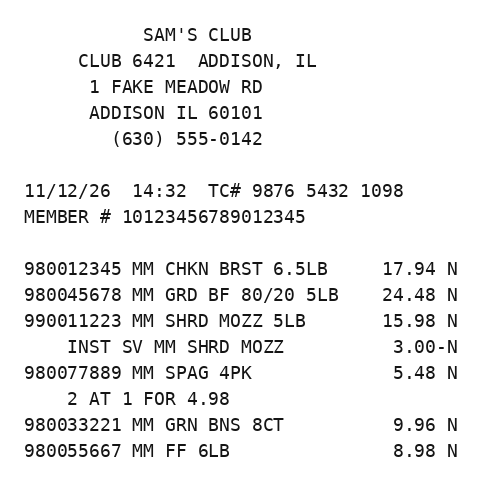 SAM'S CLUB
CLUB 6421  ADDISON, IL
1 FAKE MEADOW RD
ADDISON IL 60101
(630) 555-0142
11/12/26  14:32  TC# 9876 5432 1098
MEMBER # 10123456789012345
980012345 MM CHKN BRST 6.5LB     17.94 N
980045678 MM GRD BF 80/20 5LB    24.48 N
990011223 MM SHRD MOZZ 5LB       15.98 N
INST SV MM SHRD MOZZ          3.00-N
980077889 MM SPAG 4PK             5.48 N
2 AT 1 FOR 4.98
980033221 MM GRN BNS 8CT          9.96 N
980055667 MM FF 6LB               8.98 N